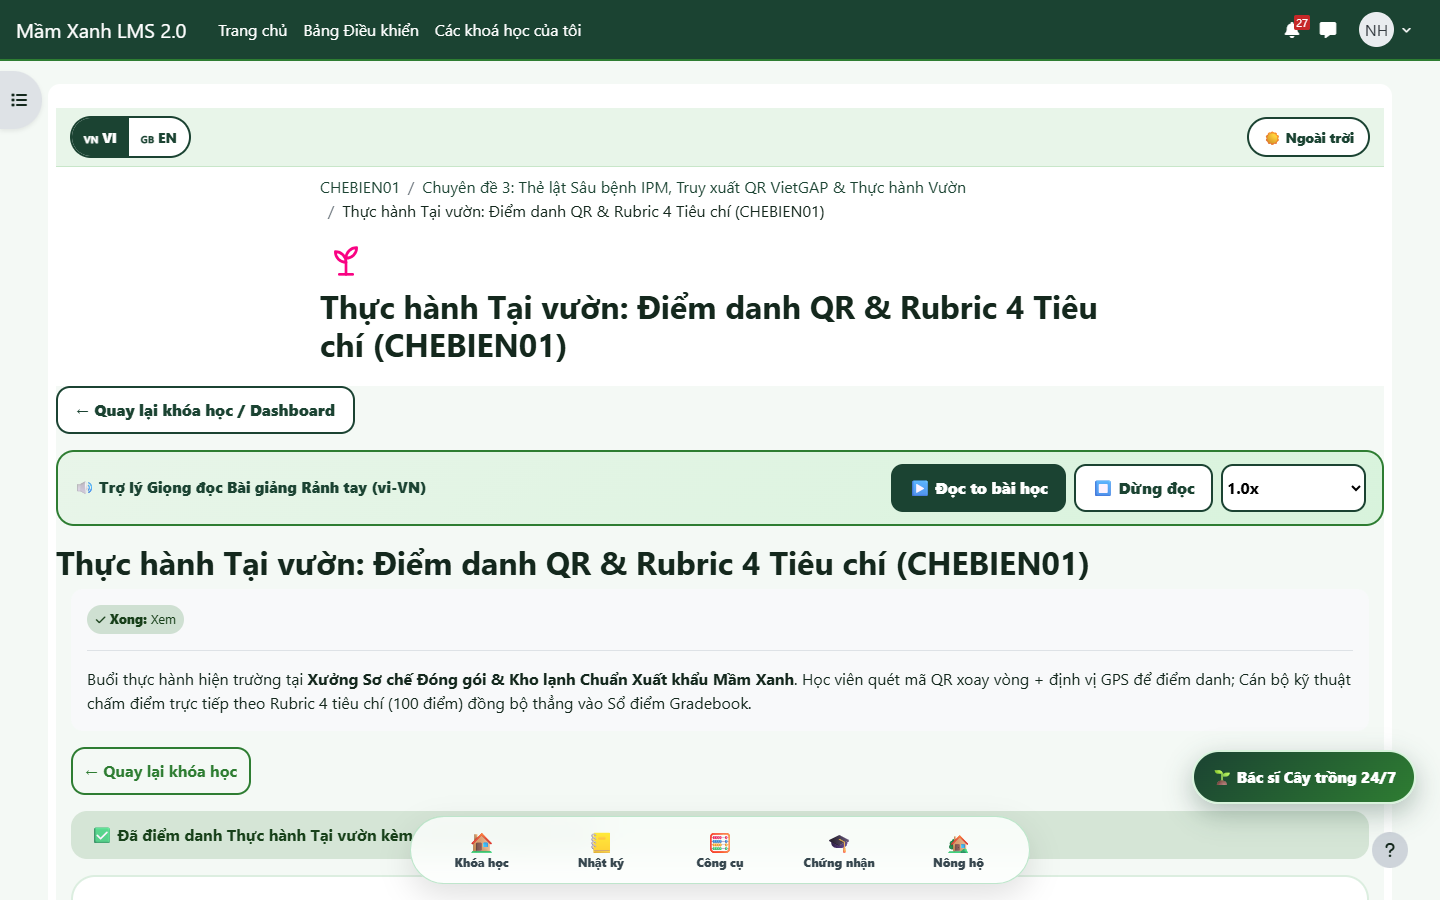 Mầm Xanh LMS 2.0
Trang chủ
Bảng Điều khiển
Các khoá học của tôi
27
NH
VN VI
GB EN
Ngoài trời
CHEBIEN01 / Chuyên đề 3: Thẻ lật Sâu bệnh IPM, Truy xuất QR VietGAP & Thực hành Vườn
/ Thực hành Tại vườn: Điểm danh QR & Rubric 4 Tiêu chí (CHEBIEN01)
Thực hành Tại vườn: Điểm danh QR & Rubric 4 Tiêu
chí (CHEBIEN01)
← Quay lại khóa học / Dashboard
Trợ lý Giọng đọc Bài giảng Rảnh tay (vi-VN)
Đọc to bài học
Dừng đọc
1.0x
Thực hành Tại vườn: Điểm danh QR & Rubric 4 Tiêu chí (CHEBIEN01)
Xong: Xem
Buổi thực hành hiện trường tại Xưởng Sơ chế Đóng gói & Kho lạnh Chuẩn Xuất khẩu Mầm Xanh. Học viên quét mã QR xoay vòng + định vị GPS để điểm danh; Cán bộ kỹ thuật
chấm điểm trực tiếp theo Rubric 4 tiêu chí (100 điểm) đồng bộ thẳng vào Sổ điểm Gradebook.
← Quay lại khóa học
Bác sĩ Cây trồng 24/7
Đã điểm danh Thực hành Tại vườn kèm
Khóa học
Nhật ký
Công cụ
Chứng nhận
Nông hộ
?